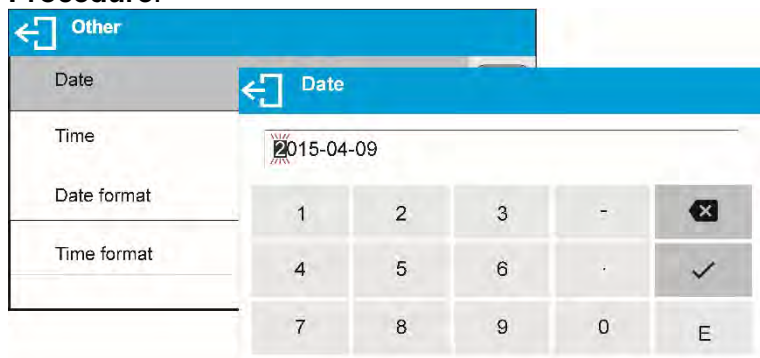 Other
Date
Time
Date format
Time format
Date
2015-04-09
1 2 3 -
4 5 6 .
7 8 9 0 E